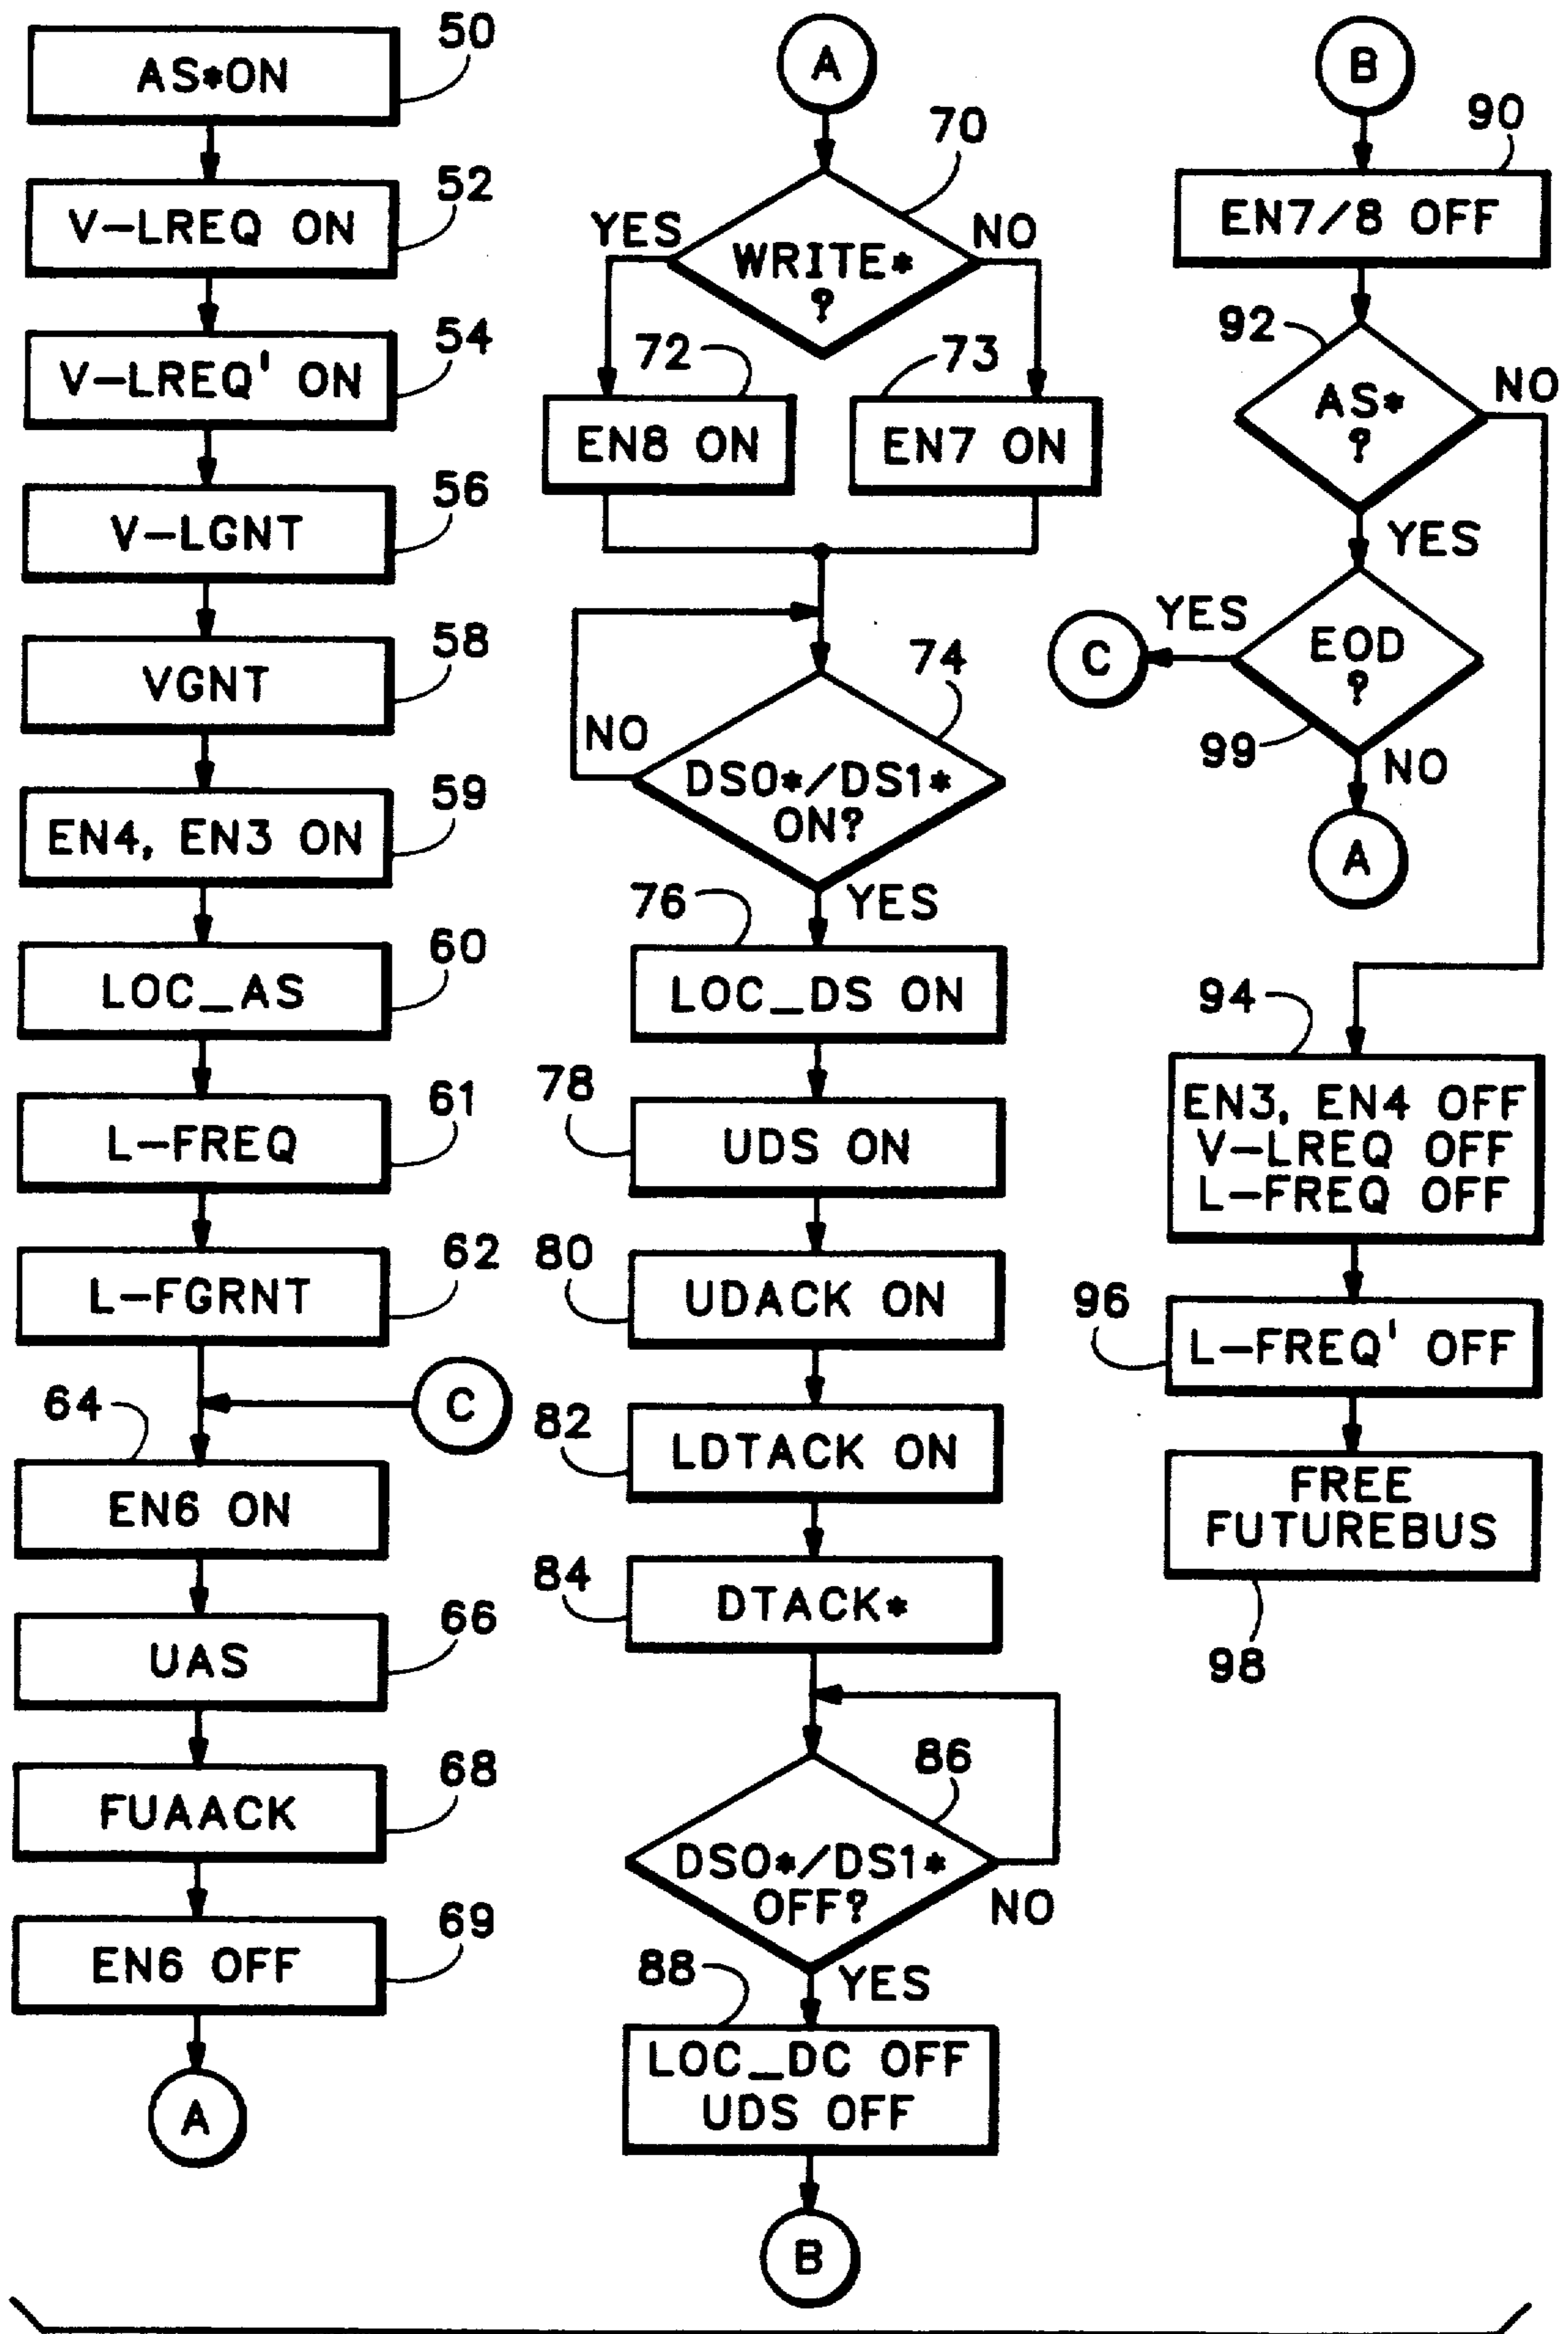 50
AS*ON
52
V-LREQ ON
54
V-LREQ' ON
56
V-LGNT
58
VGNT
59
EN4, EN3 ON
60
LOC_AS
61
L-FREQ
62
L-FGRNT
C
64
EN6 ON
66
UAS
68
FUAACK
69
EN6 OFF
A
A
70
YES
NO
WRITE*
?
72
73
EN8 ON
EN7 ON
74
NO
DS0*/DS1*
ON?
76
YES
LOC_DS ON
78
UDS ON
80
UDACK ON
82
LDTACK ON
84
DTACK*
86
DS0*/DS1*
OFF?
NO
88
YES
LOC_DC OFF
UDS OFF
B
B
90
EN7/8 OFF
92
NO
AS*
?
YES
YES
C
EOD
?
99
NO
A
94
EN3, EN4 OFF
V-LREQ OFF
L-FREQ OFF
96
L-FREQ' OFF
FREE
FUTUREBUS
98